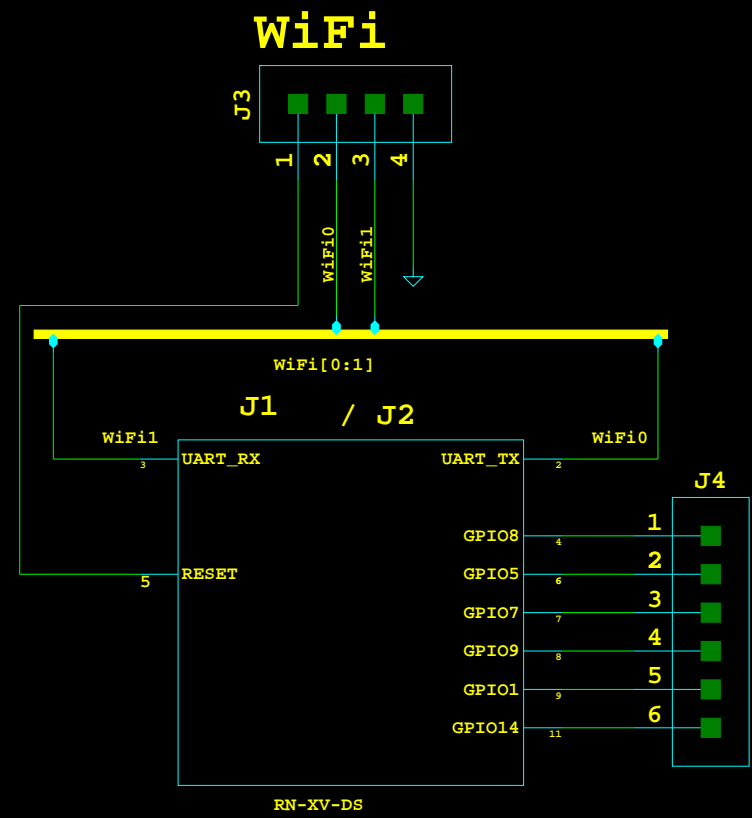 WiFi
J3
1 2 3 4
WiFi0 WiFi1
WiFi[0:1]
J1 / J2
WiFi1 WiFi0
3 UART_RX UART_TX 2
J4
GPIO8 4 1
5 RESET GPIO5 6 2
GPIO7 7 3
GPIO9 8 4
GPIO1 9 5
GPIO14 11 6
RN-XV-DS